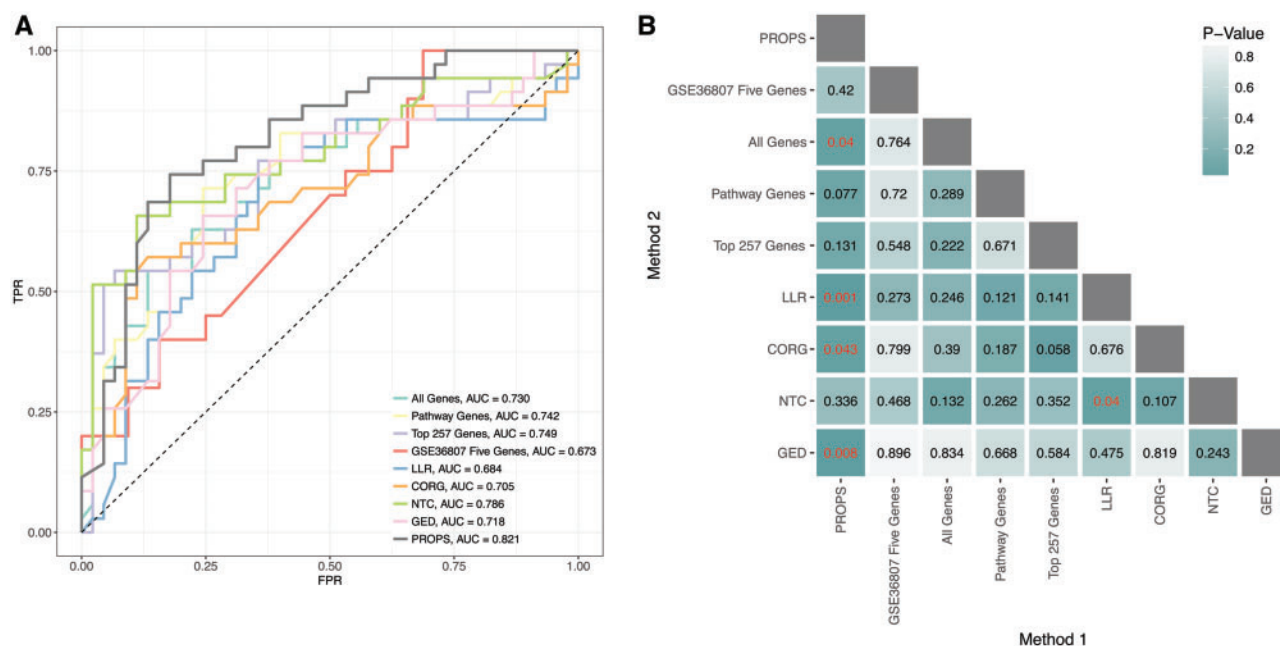 A
1.00
0.75
0.50
0.25
0.00
TPR
0.00 0.25 0.50 0.75 1.00
FPR
All Genes, AUC = 0.730
Pathway Genes, AUC = 0.742
Top 257 Genes, AUC = 0.749
GSE36807 Five Genes, AUC = 0.673
LLR, AUC = 0.684
CORG, AUC = 0.705
NTC, AUC = 0.786
GED, AUC = 0.718
PROPS, AUC = 0.821
B
Method 2
PROPS
GSE36807 Five Genes 0.42
All Genes 0.04 0.764
Pathway Genes 0.077 0.72 0.289
Top 257 Genes 0.131 0.548 0.222 0.671
LLR 0.001 0.273 0.246 0.121 0.141
CORG 0.043 0.799 0.39 0.187 0.058 0.676
NTC 0.336 0.468 0.132 0.262 0.352 0.04 0.107
GED 0.008 0.896 0.834 0.668 0.584 0.475 0.819 0.243
PROPS
GSE36807 Five Genes
All Genes
Pathway Genes
Top 257 Genes
LLR
CORG
NTC
GED
Method 1
P-Value
0.8
0.6
0.4
0.2